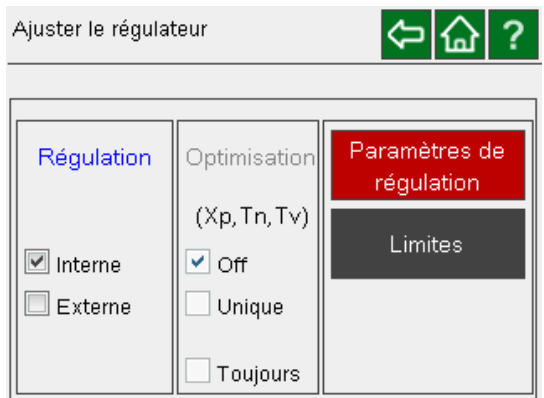 Ajuster le régulateur
?
Régulation
Interne
Externe
Optimisation
(Xp,Tn,Tv)
Off
Unique
Toujours
Paramètres de
régulation
Limites